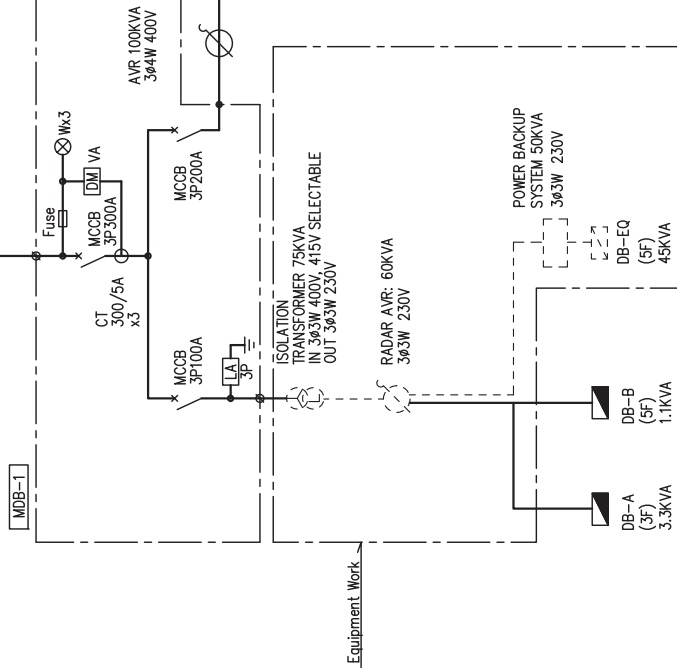 MDB-1
Fuse
Wx3
DM
VA
MCCB
3P300A
CT
300/5A
x3
MCCB
3P100A
MCCB
3P200A
AVR 100KVA
3ø4W 400V
LA
3P
ISOLATION
TRANSFORMER 75KVA
IN 3ø3W 400V, 415V SELECTABLE
OUT 3ø3W 230V
RADAR AVR: 60KVA
3ø3W 230V
POWER BACKUP
SYSTEM 50KVA
3ø3W 230V
Equipment Work
DB-A
(3F)
3.3KVA
DB-B
(5F)
1.1KVA
DB-EQ
(5F)
45KVA